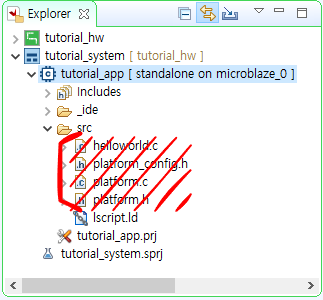 Explorer
tutorial_hw
tutorial_system [ tutorial_hw ]
tutorial_app [ standalone on microblaze_0 ]
Includes
_ide
src
helloworld.c
platform_config.h
platform.c
platform.h
lscript.ld
tutorial_app.prj
tutorial_system.sprj